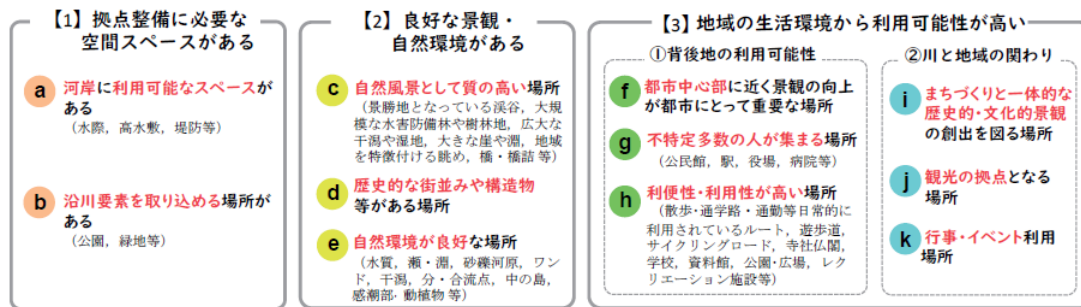 【1】拠点整備に必要な
空間スペースがある
a 河岸に利用可能なスペースが
ある
（水際，高水敷，堤防等）
b 沿川要素を取り込める場所が
ある
（公園，緑地等）
【2】良好な景観・
自然環境がある
c 自然風景として質の高い場所
（景勝地となっている渓谷，大規
模な水害防備林や樹林地，広大な
干潟や湿地，大きな崖や淵，地域
を特徴付ける眺め，橋・橋詰 等）
d 歴史的な街並みや構造物
等がある場所
e 自然環境が良好な場所
（水質，瀬・淵，砂礫河原，ワン
ド，干潟，分・合流点，中の島，
感潮部・動植物 等）
【3】地域の生活環境から利用可能性が高い
①背後地の利用可能性
f 都市中心部に近く景観の向上
が都市にとって重要な場所
g 不特定多数の人が集まる場所
（公民館，駅，役場，病院等）
h 利便性・利用性が高い場所
（散歩・通学路・通勤等日常的に
利用されているルート，遊歩道，
サイクリングロード，寺社仏閣，
学校，資料館，公園・広場，レク
リエーション施設等）
②川と地域の関わり
i まちづくりと一体的な
歴史的・文化的景観
の創出を図る場所
j 観光の拠点となる
場所
k 行事・イベント利用
場所